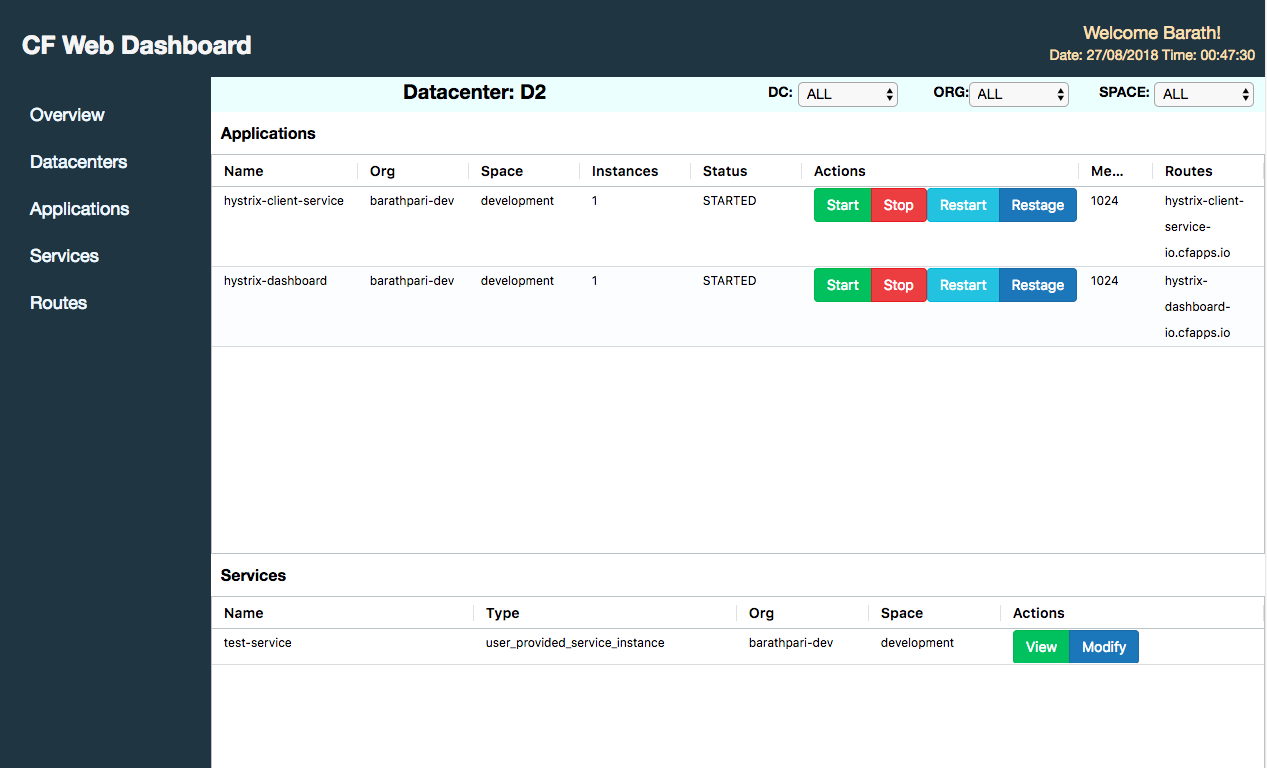 CF Web Dashboard
Welcome Barath!
Date: 27/08/2018 Time: 00:47:30
Overview
Datacenters
Applications
Services
Routes
Datacenter: D2 DC: ALL ORG: ALL SPACE: ALL
Applications
Name Org Space Instances Status Actions Me... Routes
hystrix-client-service barathpari-dev development 1 STARTED Start Stop Restart Restage 1024 hystrix-client-
service-
io.cfapps.io
hystrix-dashboard barathpari-dev development 1 STARTED Start Stop Restart Restage 1024 hystrix-
dashboard-
io.cfapps.io
Services
Name Type Org Space Actions
test-service user_provided_service_instance barathpari-dev development View Modify